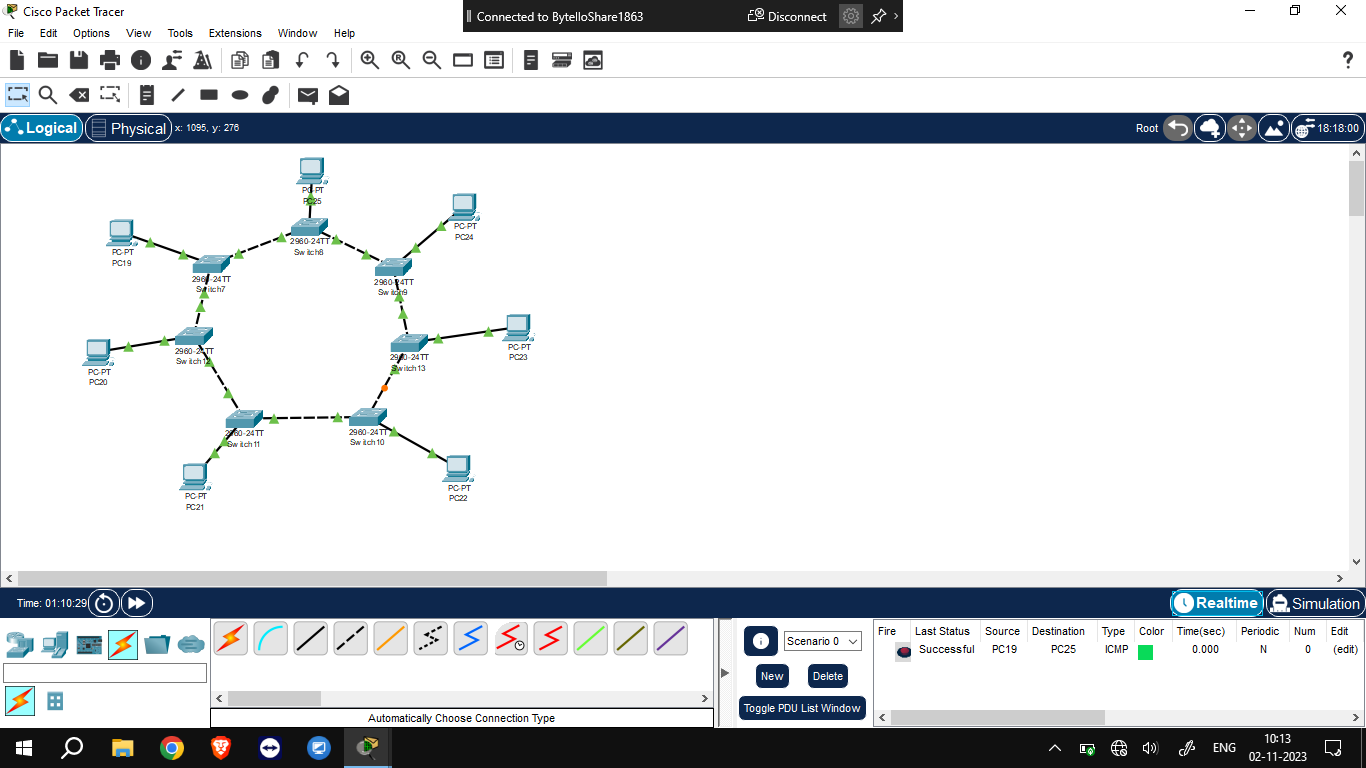 Cisco Packet Tracer
Connected to BytelloShare1863
Disconnect
File Edit Options View Tools Extensions Window Help
Logical
Physical
x: 1095, y: 276
Root
18:18:00
PC-PT
PC25
PC-PT
PC24
PC-PT
PC19
2960-24TT
Switch7
2960-24TT
2960-24TT
Switch9
2960-24TT
Switch12
2960-24TT
Switch13
PC-PT
PC23
PC-PT
PC20
2960-24TT
Switch11
2960-24TT
Switch10
PC-PT
PC21
PC-PT
PC22
Time: 01:10:29
Realtime
Simulation
Scenario 0
New
Delete
Toggle PDU List Window
Fire Last Status Source Destination Type Color Time(sec) Periodic Num Edit
Successful PC19 PC25 ICMP 0.000 N 0 (edit)
Automatically Choose Connection Type
ENG
10:13
02-11-2023